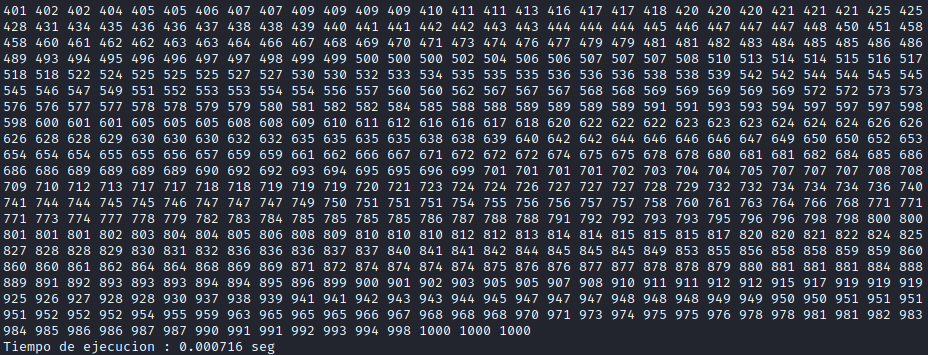 401 402 402 404 405 405 406 407 407 409 409 409 409 410 411 411 413 416 417 417 418 420 420 420 421 421 421 425 425
428 431 434 435 436 436 437 438 438 439 440 441 441 442 442 443 443 444 444 444 445 446 447 447 447 448 450 451 458
458 460 461 462 462 463 463 464 466 467 468 469 470 471 473 474 476 477 479 479 481 481 482 483 484 485 485 486 486
489 493 494 495 496 496 497 497 498 499 499 500 500 500 502 504 506 506 507 507 507 508 510 513 514 514 515 516 517
518 518 522 524 525 525 525 527 527 530 530 532 533 534 535 535 535 536 536 536 538 538 539 542 542 544 544 545 545
545 546 547 549 551 552 553 553 554 554 556 557 560 560 562 567 567 567 568 568 569 569 569 569 569 572 572 573 573
576 576 577 577 578 578 579 579 580 581 582 582 584 585 588 588 589 589 589 589 591 591 593 593 594 597 597 597 598
598 600 601 601 605 605 605 608 608 609 610 611 612 616 616 617 618 620 622 622 622 623 623 623 624 624 624 626 626
626 628 628 629 630 630 630 632 632 635 635 635 635 638 638 639 640 642 642 644 646 646 646 647 649 650 650 652 653
654 654 654 655 655 656 657 659 659 661 662 666 667 671 672 672 672 674 675 675 678 678 680 681 681 682 684 685 686
686 686 689 689 689 689 690 692 692 693 694 695 695 696 699 701 701 701 701 702 703 704 704 705 707 707 707 708 708
709 710 712 713 717 717 718 718 719 719 719 720 721 723 724 724 726 727 727 727 728 729 732 732 734 734 734 736 740
741 744 744 745 745 746 747 747 747 749 750 751 751 751 754 755 756 756 757 757 758 760 761 763 764 766 768 771 771
771 773 774 777 778 779 782 783 784 785 785 785 785 786 787 788 788 791 792 792 793 793 795 796 796 798 798 800 800
801 801 801 802 803 804 804 805 806 808 809 810 810 810 812 812 813 814 814 815 815 815 817 820 820 821 822 824 825
827 828 828 829 830 831 832 836 836 836 837 837 840 841 841 842 844 845 845 845 849 853 855 856 858 858 859 859 860
860 860 861 862 864 864 868 869 869 871 872 874 874 874 874 875 876 876 877 877 878 878 879 880 881 881 881 884 888
889 891 892 893 893 893 894 894 895 896 899 900 901 902 903 905 905 907 908 910 911 911 912 912 915 917 919 919 919
925 926 927 928 928 930 937 938 939 941 941 942 943 943 944 945 947 947 947 948 948 948 949 949 950 950 951 951 951
951 952 952 952 954 955 959 963 965 965 965 965 966 967 968 968 968 970 971 973 974 975 975 975 976 978 978 981 981 982 983
984 985 986 986 987 987 990 991 991 992 993 994 998 1000 1000 1000
Tiempo de ejecucion : 0.000716 seg